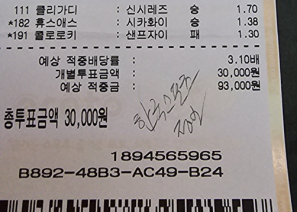 111 클리가디 : 신시레즈 승 1.70
*182 휴스애스 : 시카화이 승 1.38
*191 콜로로키 : 샌프자이 패 1.30
예상 적중배당률 : 3.10배
개별투표금액 : 30,000원
예상 적중금 : 93,000원
총투표금액 30,000원
1894565965
B892-48B3-AC49-B24